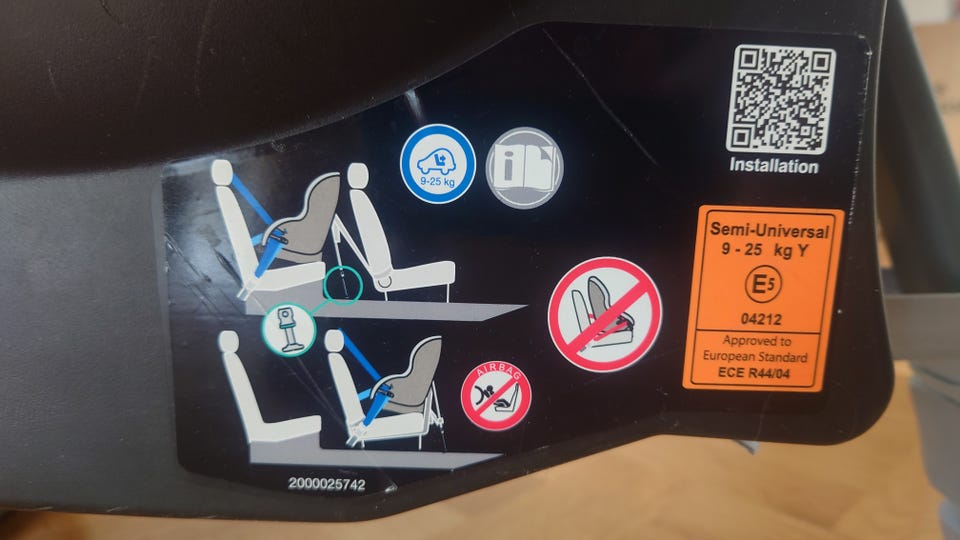 9-25 kg
Installation
Semi-Universal
9 - 25 kg Y
E5
04212
Approved to
European Standard
ECE R44/04
AIRBAG
2000025742